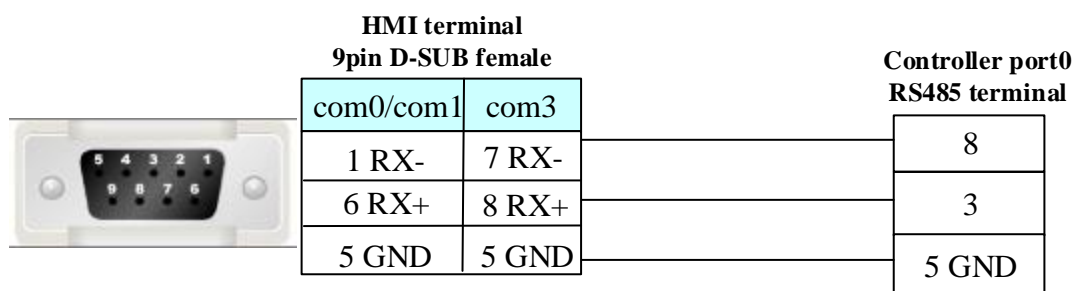 HMI terminal
9pin D-SUB female
Controller port0
RS485 terminal
com0/com1 com3
1 RX- 7 RX-
8
6 RX+ 8 RX+
3
5 GND 5 GND
5 GND
5 4 3 2 1
9 8 7 6